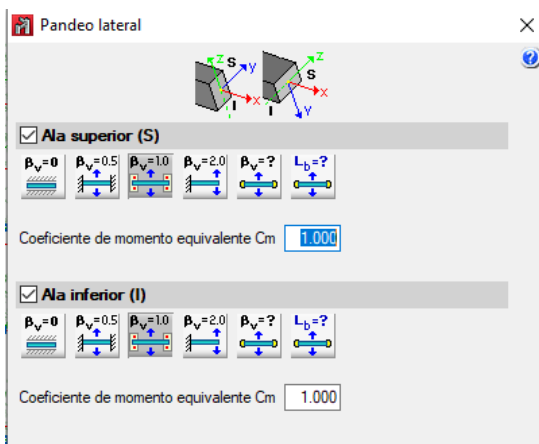 Pandeo lateral
z S y x I
z S x I y
Ala superior (S)
βv=0 βv=0.5 βv=1.0 βv=2.0 βv=? Lb=?
Coeficiente de momento equivalente Cm 1.000
Ala inferior (I)
βv=0 βv=0.5 βv=1.0 βv=2.0 βv=? Lb=?
Coeficiente de momento equivalente Cm 1.000